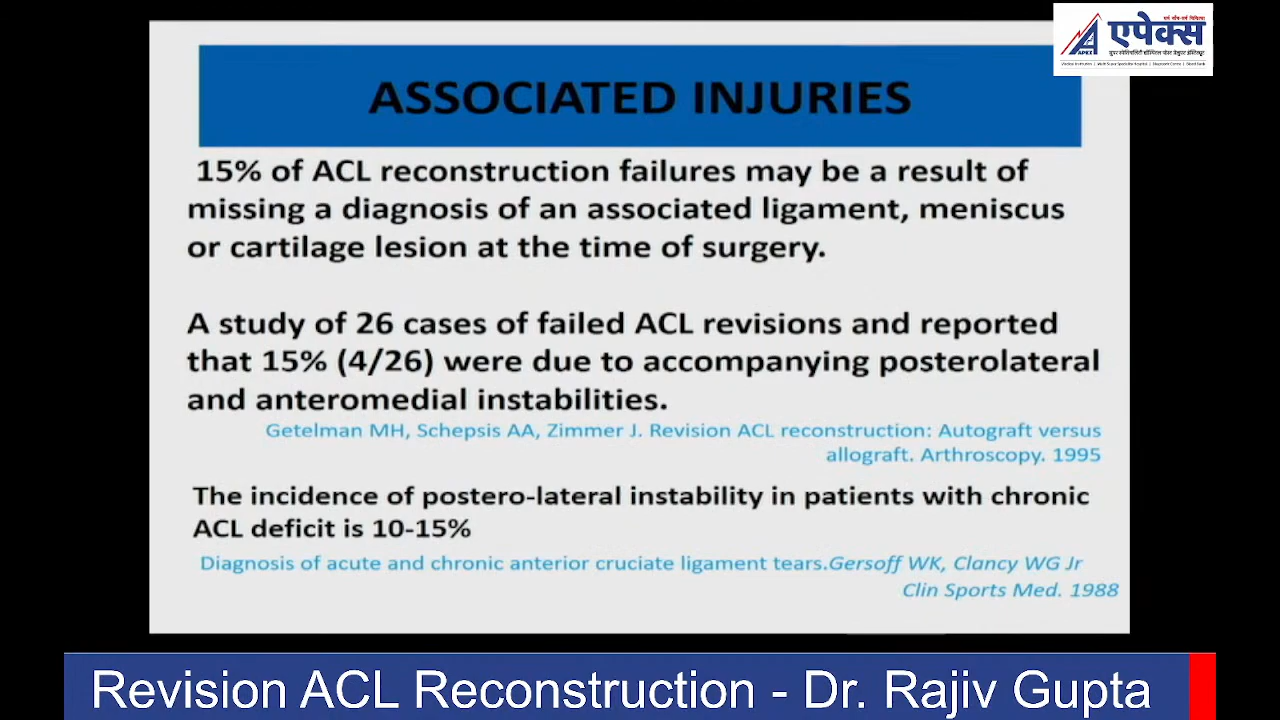 एपेक्स
APEX
ASSOCIATED INJURIES
15% of ACL reconstruction failures may be a result of
missing a diagnosis of an associated ligament, meniscus
or cartilage lesion at the time of surgery.
A study of 26 cases of failed ACL revisions and reported
that 15% (4/26) were due to accompanying posterolateral
and anteromedial instabilities.
Getelman MH, Schepsis AA, Zimmer J. Revision ACL reconstruction: Autograft versus
allograft. Arthroscopy. 1995
The incidence of postero-lateral instability in patients with chronic
ACL deficit is 10-15%
Diagnosis of acute and chronic anterior cruciate ligament tears.Gersoff WK, Clancy WG Jr
Clin Sports Med. 1988
Revision ACL Reconstruction - Dr. Rajiv Gupta